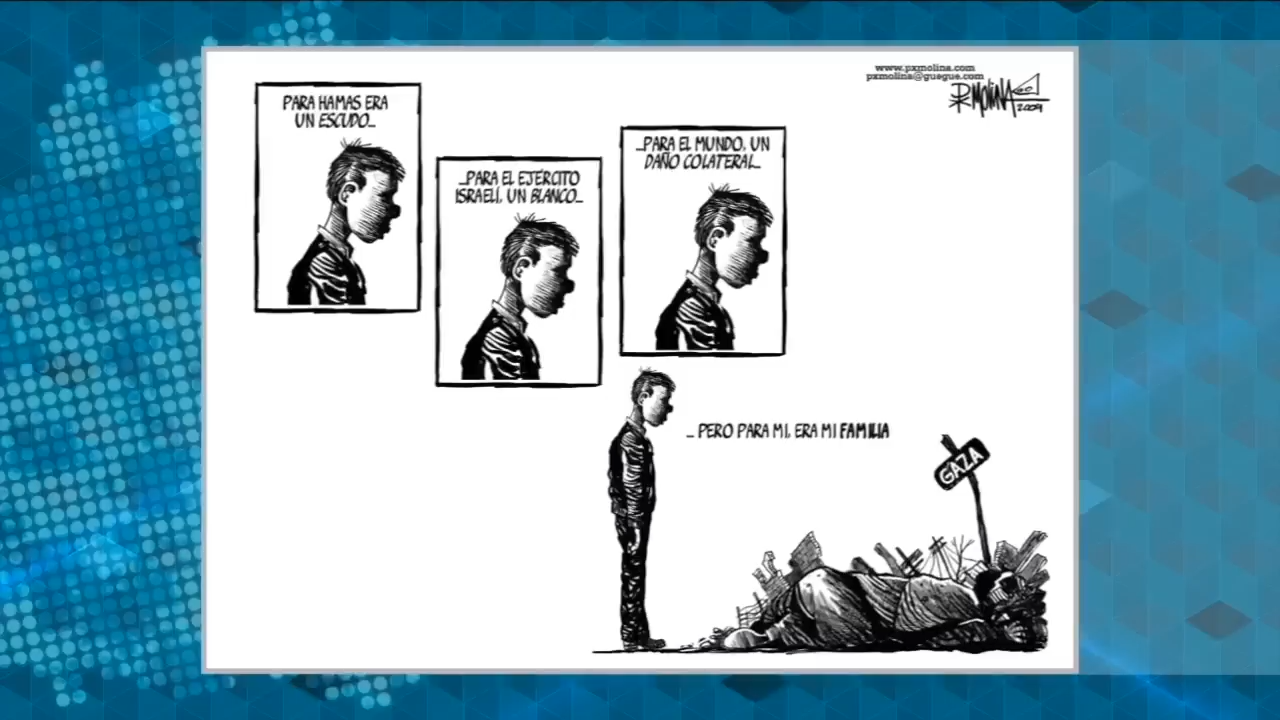 PARA HAMAS ERA
UN ESCUDO...
...PARA EL EJÉRCITO
ISRAELÍ, UN BLANCO...
...PARA EL MUNDO, UN
DAÑO COLATERAL...
... PERO PARA MI, ERA MI FAMILIA
GAZA
www.pxmolina.com
pxmolina@guegue.com
PXMOLINA
2009